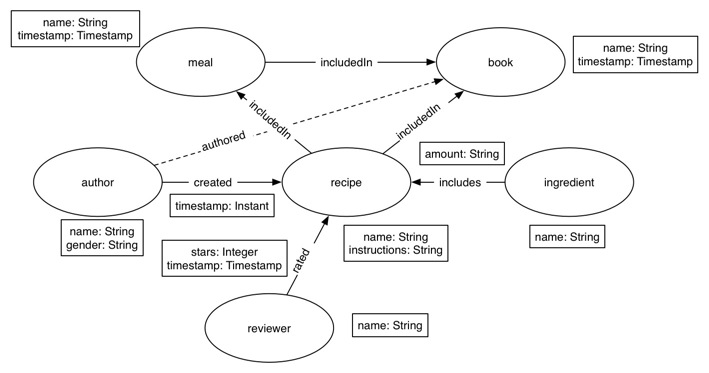 name: String
timestamp: Timestamp
meal
includedIn
book
name: String
timestamp: Timestamp
includedIn
includedIn
authored
amount: String
author
created
recipe
includes
ingredient
timestamp: Instant
name: String
gender: String
name: String
instructions: String
name: String
stars: Integer
timestamp: Timestamp
rated
reviewer
name: String